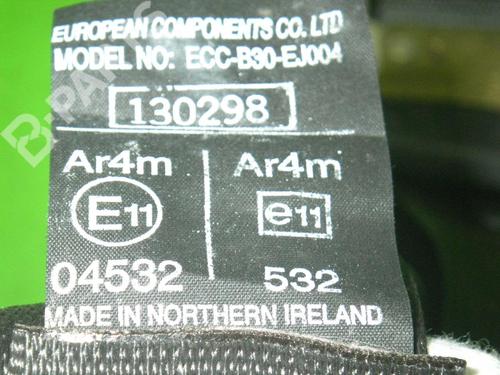 EUROPEAN COMPONENTS CO. LTD
MODEL NO: ECC-B30-EJ004
130298
Ar4m Ar4m
E11 e11
04532 532
MADE IN NORTHERN IRELAND
B-PARTS